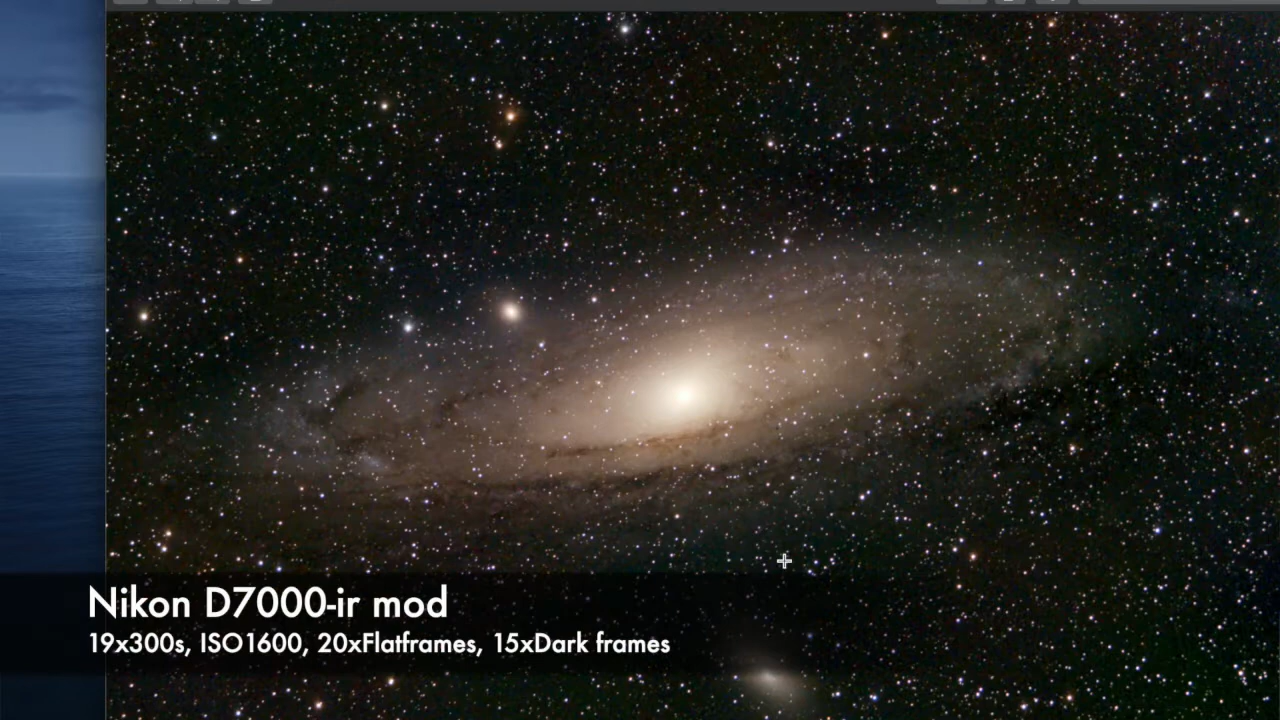 Nikon D7000-ir mod
19x300s, ISO1600, 20xFlatframes, 15xDark frames